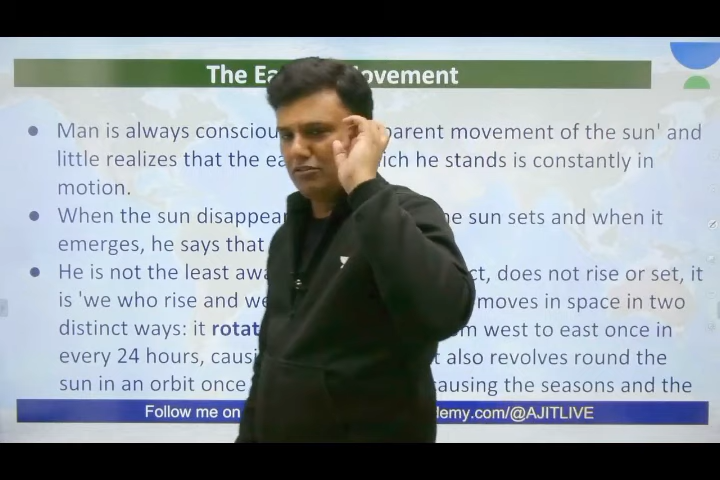 The Ea ovement
● Man is always consciou parent movement of the sun' and
little realizes that the ea ich he stands is constantly in
motion.
● When the sun disappear e sun sets and when it
emerges, he says that
● He is not the least awa ct, does not rise or set, it
is 'we who rise and we moves in space in two
distinct ways: it rotat m west to east once in
every 24 hours, causi t also revolves round the
sun in an orbit once causing the seasons and the
Follow me on demy.com/@AJITLIVE